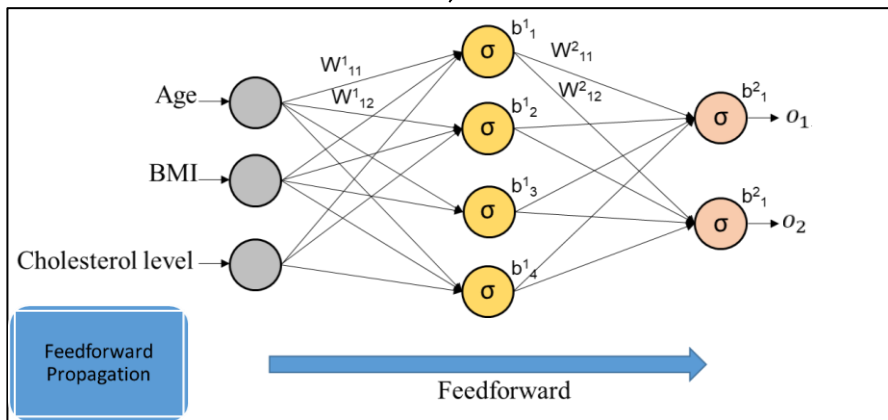 b¹₁
W¹₁₁
W²₁₁
Age
W¹₁₂
b¹₂
W²₁₂
b²₁
σ
σ
σ
o₁
BMI
b¹₃
b²₁
σ
σ
o₂
Cholesterol level
b¹₄
σ
Feedforward
Propagation
Feedforward